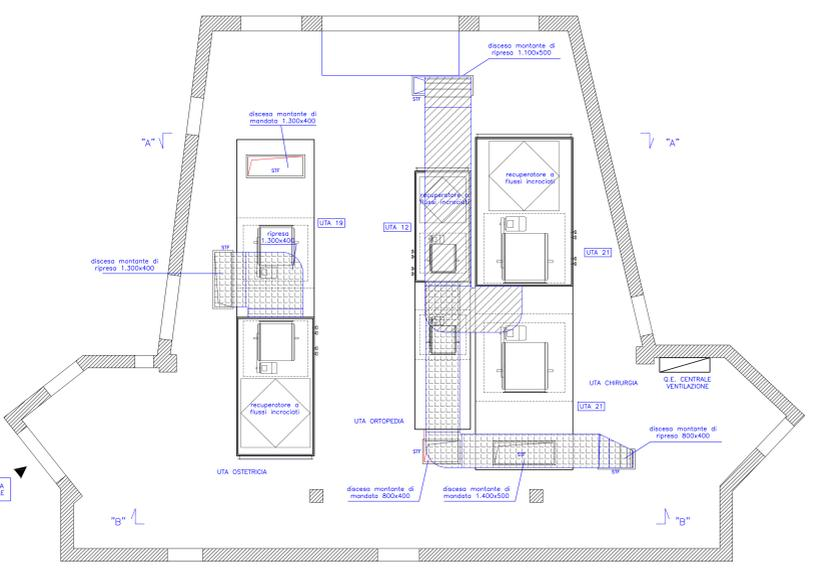 discesa montante di
ripresa 1.100x500
STF
discesa montante di
mandata 1.300x400
"A"
"A"
STF
recuperatore a
flussi incrociati
recuperatore a
flussi incrociati
UTA 19
UTA 12
ripresa
1.300x400
STF
UTA 21
discesa montante di
ripresa 1.300x400
Q.E. CENTRALE
VENTILAZIONE
UTA CHIRURGIA
recuperatore a
flussi incrociati
UTA 21
UTA ORTOPEDIA
discesa montante di
ripresa 800x400
STF
STF
UTA OSTETRICIA
STF
A
E
discesa montante di
mandata 800x400
discesa montante di
mandata 1.400x500
"B"
"B"